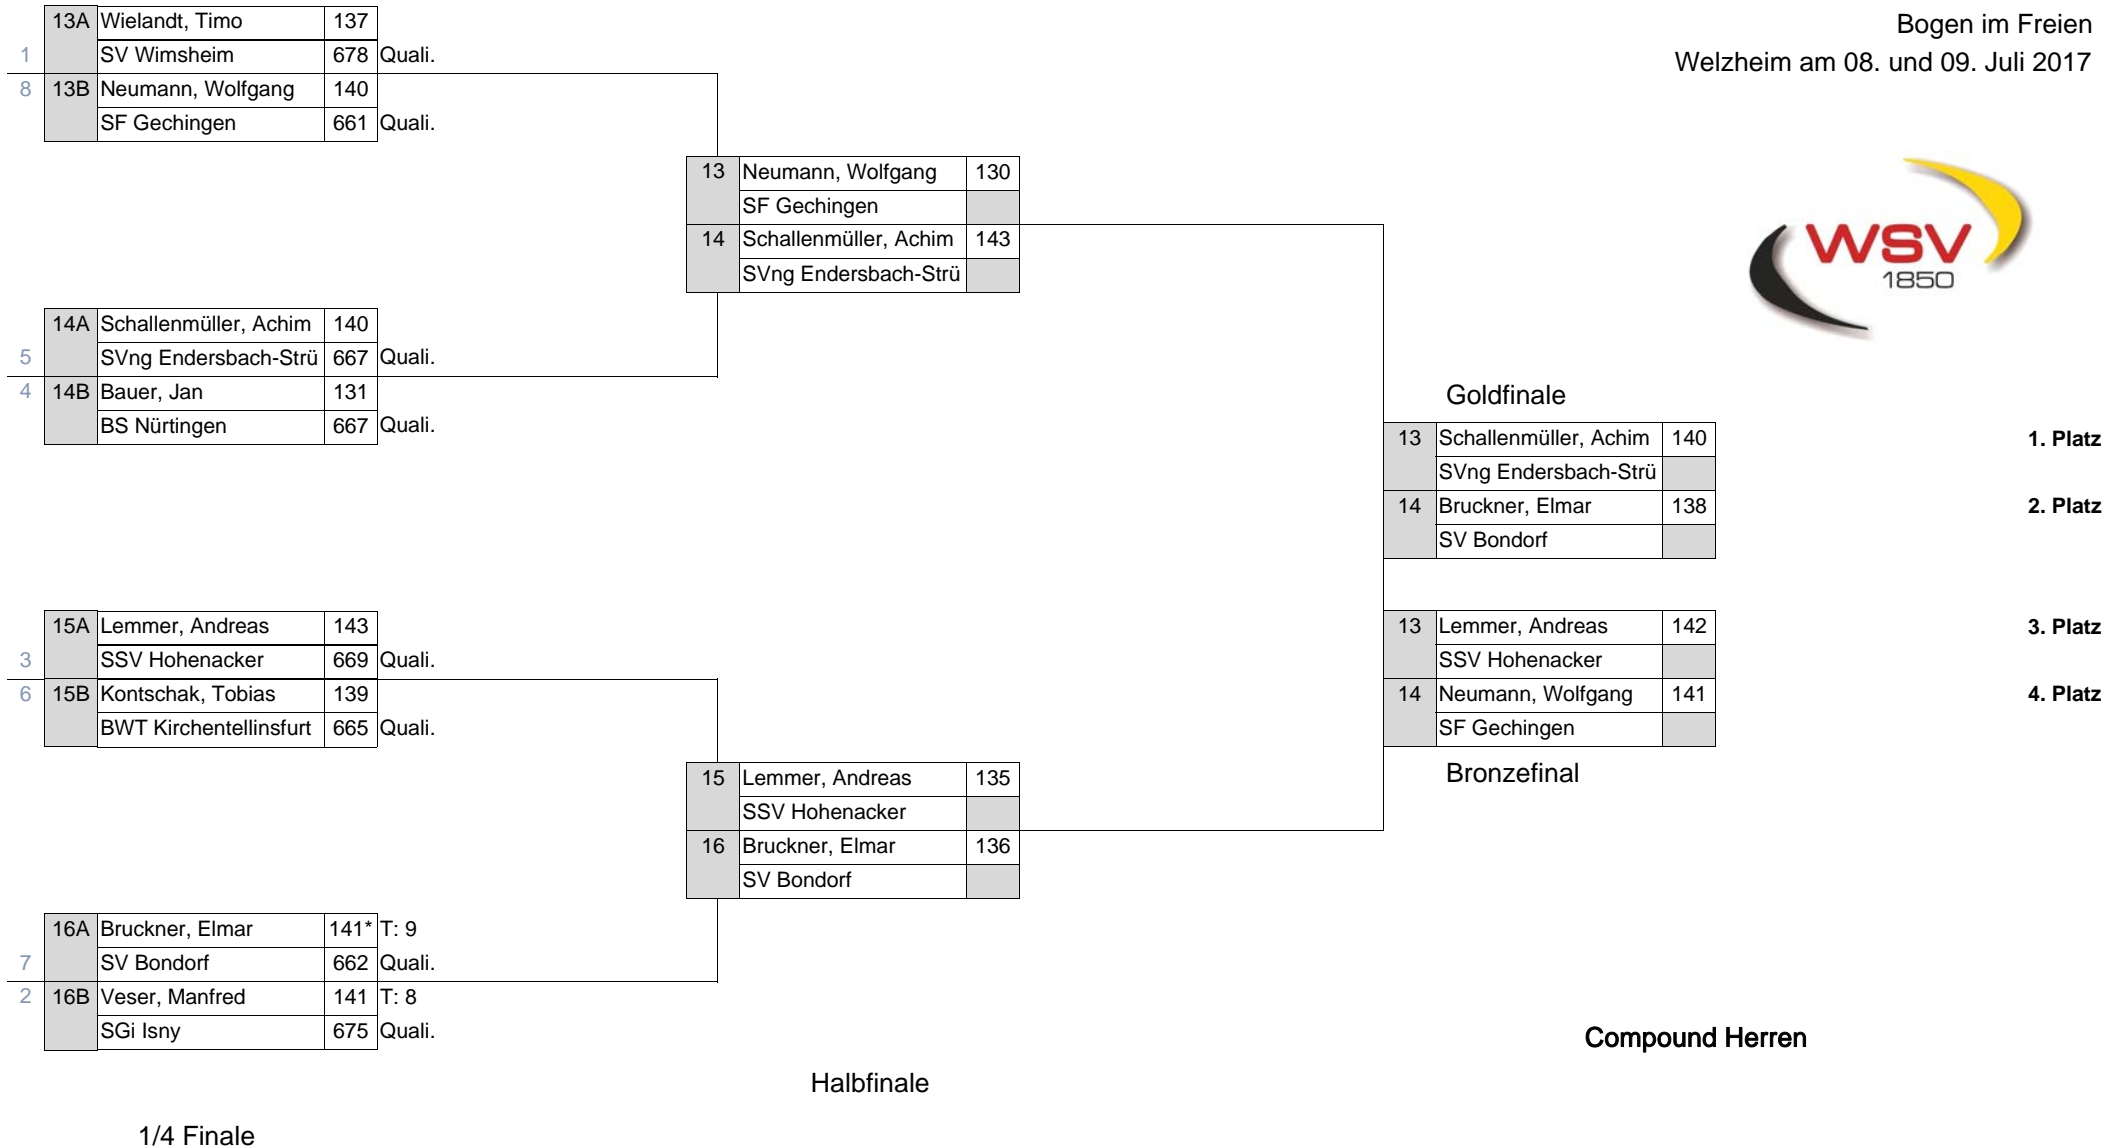 Bogen im Freien
Welzheim am 08. und 09. Juli 2017
WSV
1850
13A Wielandt, Timo 137
1 SV Wimsheim 678 Quali.
8 13B Neumann, Wolfgang 140
SF Gechingen 661 Quali.
14A Schallenmüller, Achim 140
5 SVng Endersbach-Strü 667 Quali.
4 14B Bauer, Jan 131
BS Nürtingen 667 Quali.
15A Lemmer, Andreas 143
3 SSV Hohenacker 669 Quali.
6 15B Kontschak, Tobias 139
BWT Kirchentellinsfurt 665 Quali.
16A Bruckner, Elmar 141* T: 9
7 SV Bondorf 662 Quali.
2 16B Veser, Manfred 141 T: 8
SGi Isny 675 Quali.
1/4 Finale
13 Neumann, Wolfgang 130
SF Gechingen
14 Schallenmüller, Achim 143
SVng Endersbach-Strü
15 Lemmer, Andreas 135
SSV Hohenacker
16 Bruckner, Elmar 136
SV Bondorf
Halbfinale
Goldfinale
13 Schallenmüller, Achim 140 1. Platz
SVng Endersbach-Strü
14 Bruckner, Elmar 138 2. Platz
SV Bondorf
13 Lemmer, Andreas 142 3. Platz
SSV Hohenacker
14 Neumann, Wolfgang 141 4. Platz
SF Gechingen
Bronzefinal
Compound Herren